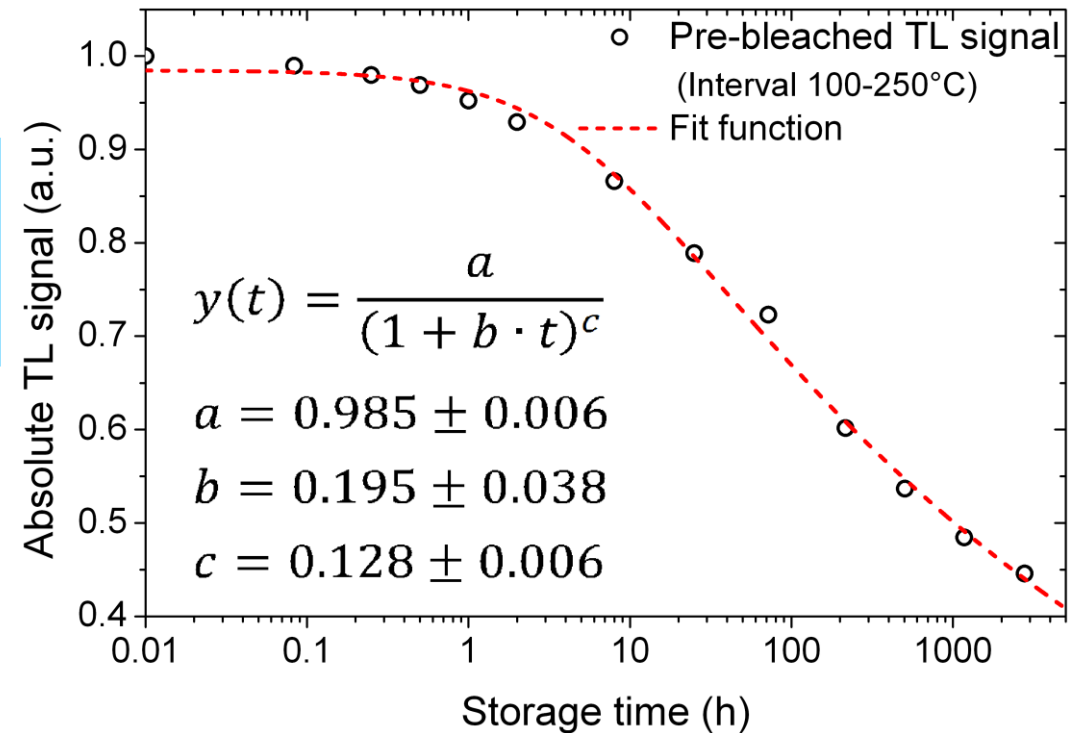 Pre-bleached TL signal
(Interval 100-250°C)
Fit function
Absolute TL signal (a.u.)
1.0
0.9
0.8
0.7
0.6
0.5
0.4
y(t) = a / (1 + b · t)^c
a = 0.985 ± 0.006
b = 0.195 ± 0.038
c = 0.128 ± 0.006
0.01 0.1 1 10 100 1000
Storage time (h)